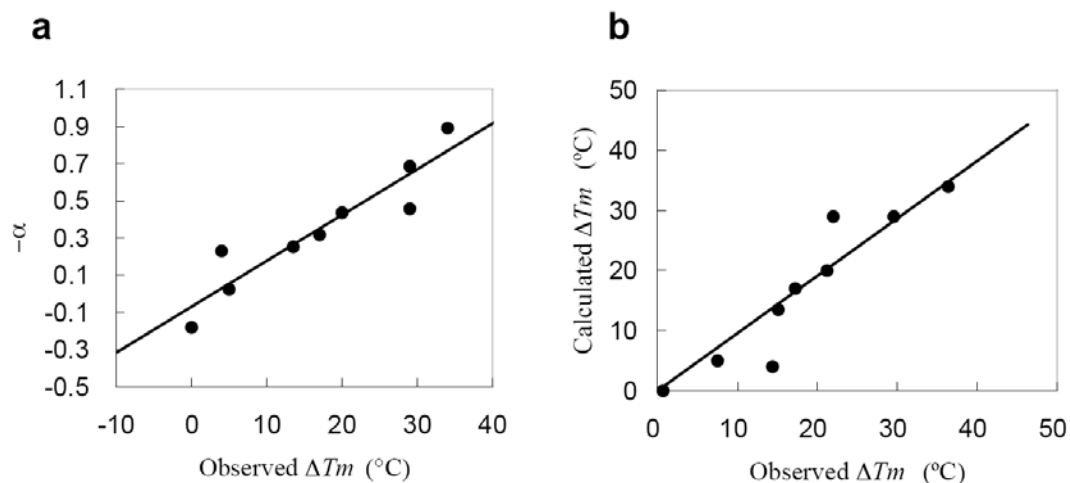 a
1.1
0.9
0.7
0.5
0.3
0.1
-0.1
-0.3
-0.5
−α
-10 0 10 20 30 40
Observed ΔTm (°C)
b
50
40
30
20
10
0
Calculated ΔTm (ºC)
0 10 20 30 40 50
Observed ΔTm (ºC)